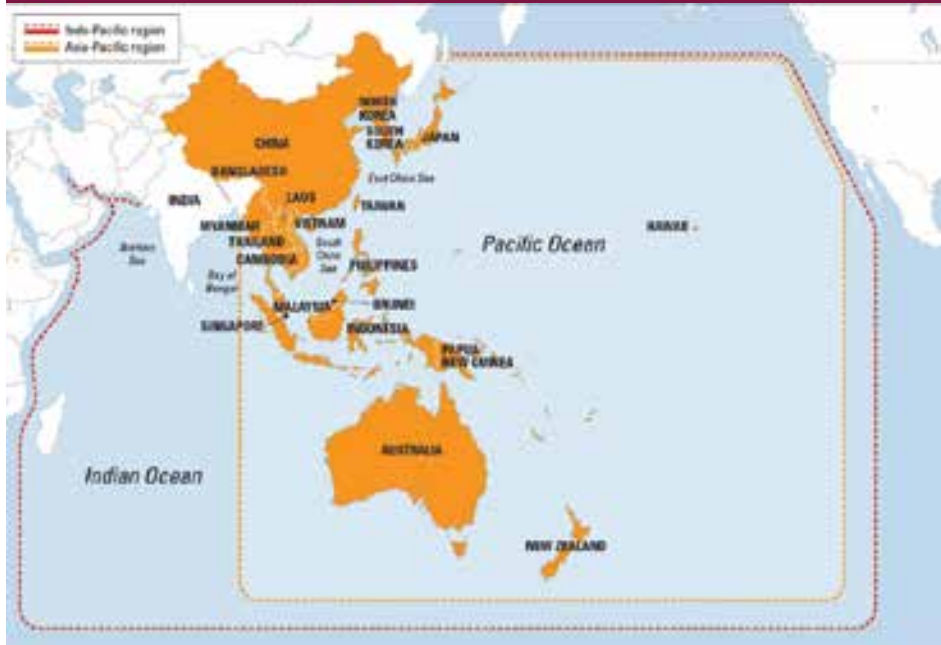 Indo-Pacific region
Asia-Pacific region
NORTH
KOREA
SOUTH
KOREA
JAPAN
CHINA
East China Sea
BANGLADESH
INDIA
LAOS
TAIWAN
MYANMAR
VIETNAM
HAWAII
THAILAND
South
China
Sea
Pacific Ocean
Arabian
Sea
CAMBODIA
PHILIPPINES
Bay of
Bengal
MALAYSIA
BRUNEI
SINGAPORE
INDONESIA
PAPUA
NEW GUINEA
AUSTRALIA
Indian Ocean
NEW ZEALAND